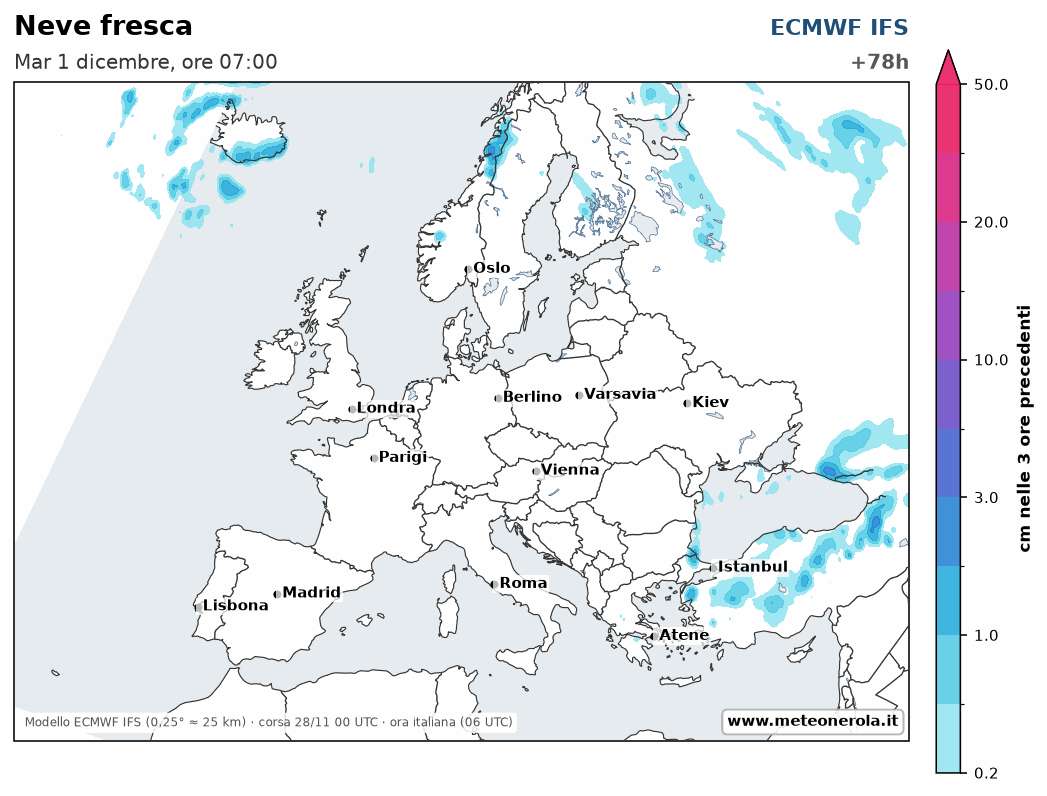 Neve fresca
ECMWF IFS
Mar 1 dicembre, ore 07:00
+78h
50.0
20.0
10.0
3.0
1.0
0.2
cm nelle 3 ore precedenti
Oslo
Berlino
Varsavia
Kiev
Londra
Parigi
Vienna
Istanbul
Roma
Madrid
Lisbona
Atene
Modello ECMWF IFS (0,25° ≈ 25 km) · corsa 28/11 00 UTC · ora italiana (06 UTC)
www.meteonerola.it